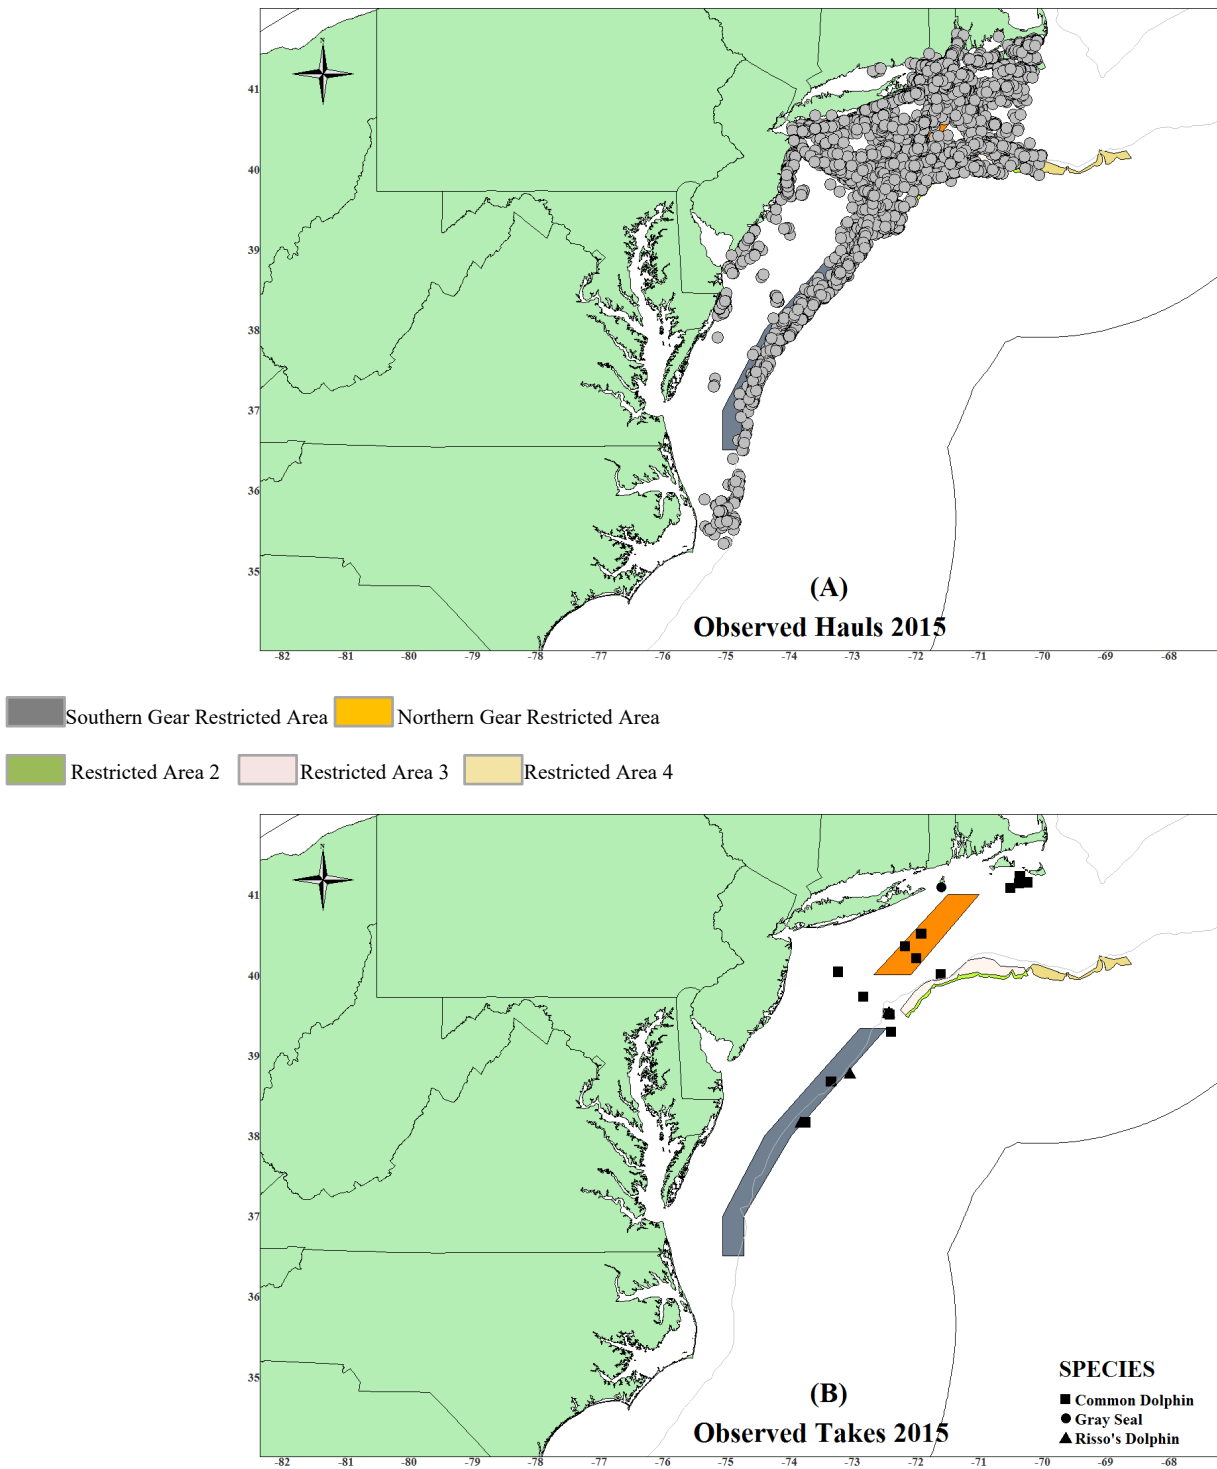 N
41
40
39
38
37
36
35
(A)
Observed Hauls 2015
-82 -81 -80 -79 -78 -77 -76 -75 -74 -73 -72 -71 -70 -69 -68
Southern Gear Restricted Area Northern Gear Restricted Area
Restricted Area 2 Restricted Area 3 Restricted Area 4
N
41
40
39
38
37
36
35
SPECIES
(B)
Common Dolphin
Gray Seal
Observed Takes 2015
Risso's Dolphin
-82 -81 -80 -79 -78 -77 -76 -75 -74 -73 -72 -71 -70 -69 -68